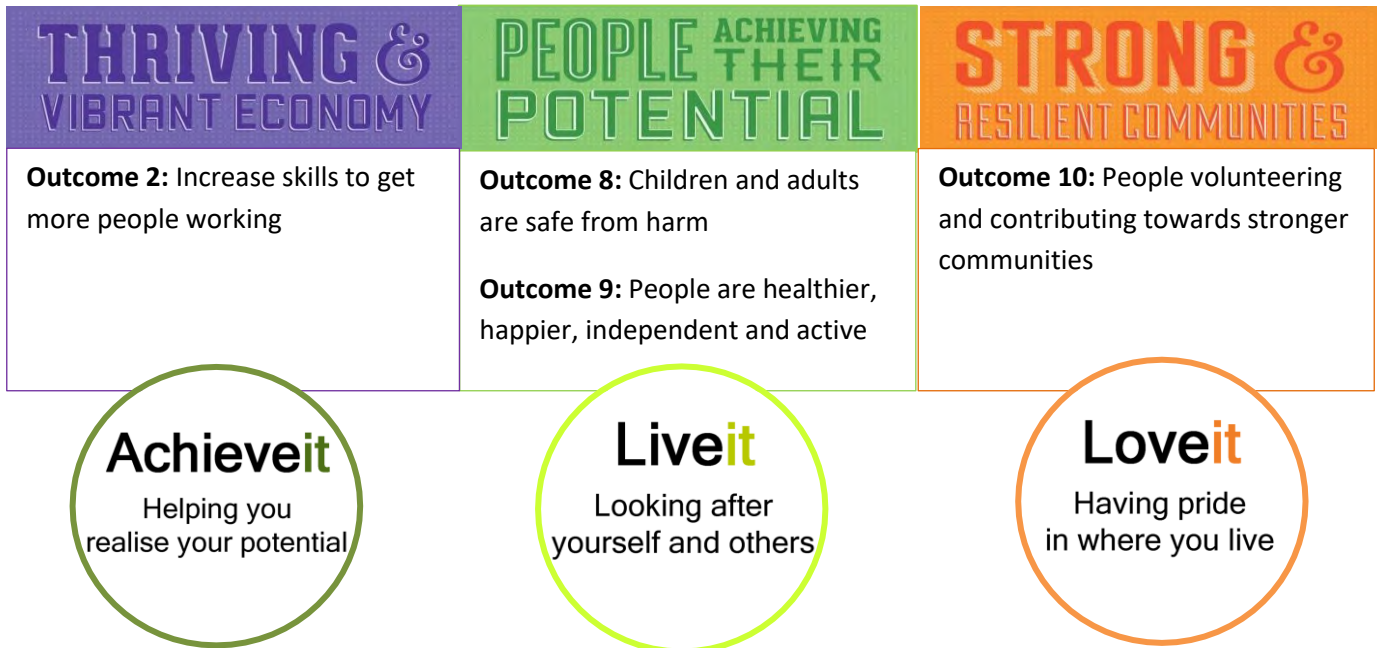 THRIVING &
VIBRANT ECONOMY
Outcome 2: Increase skills to get
more people working
PEOPLE ACHIEVING
THEIR
POTENTIAL
Outcome 8: Children and adults
are safe from harm
Outcome 9: People are healthier,
happier, independent and active
STRONG &
RESILIENT COMMUNITIES
Outcome 10: People volunteering
and contributing towards stronger
communities
Achieveit
Helping you
realise your potential
Liveit
Looking after
yourself and others
Loveit
Having pride
in where you live